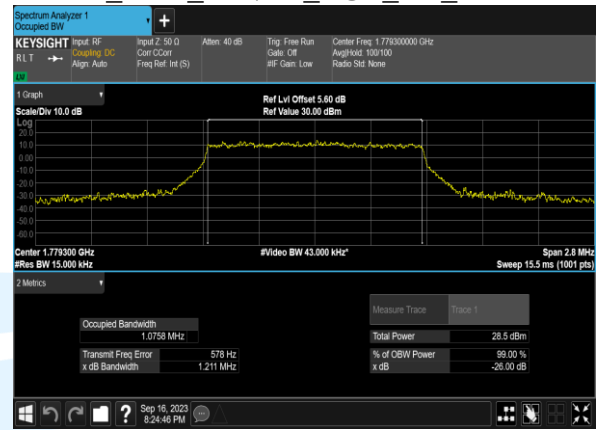 Spectrum Analyzer 1
Occupied BW
+
KEYSIGHT Input: RF Input Z: 50 Ω Atten: 40 dB Trig: Free Run Center Freq: 1.779300000 GHz
RLT Coupling: DC Corr CCorr Gate: Off Avg|Hold: 100/100
Align: Auto Freq Ref: Int (S) #IF Gain: Low Radio Std: None
LV
1 Graph
Ref Lvl Offset 5.60 dB
Scale/Div 10.0 dB Ref Value 30.00 dBm
Log
20.0
10.0
0.00
-10.0
-20.0
-30.0
-40.0
-50.0
-60.0
Center 1.779300 GHz #Video BW 43.000 kHz* Span 2.8 MHz
#Res BW 15.000 kHz Sweep 15.5 ms (1001 pts)
2 Metrics
Measure Trace Trace 1
Occupied Bandwidth
1.0758 MHz Total Power 28.5 dBm
Transmit Freq Error 578 Hz % of OBW Power 99.00 %
x dB Bandwidth 1.211 MHz x dB -26.00 dB
? Sep 16, 2023
8:24:46 PM